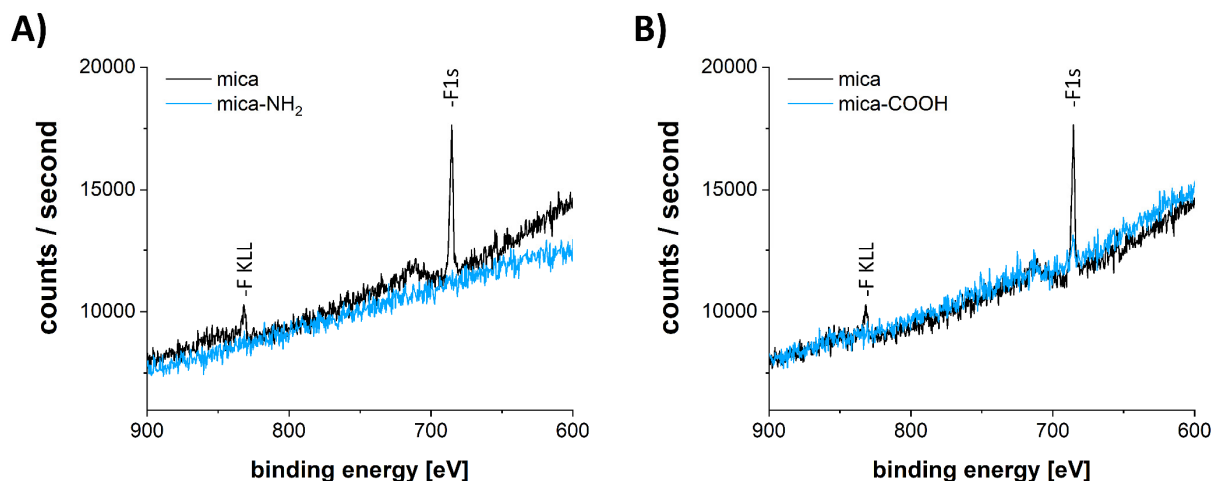 A)
20000
15000
10000
counts / second
mica
mica-NH₂
-F KLL
-F1s
900
800
700
600
binding energy [eV]
B)
20000
15000
10000
counts / second
mica
mica-COOH
-F KLL
-F1s
900
800
700
600
binding energy [eV]